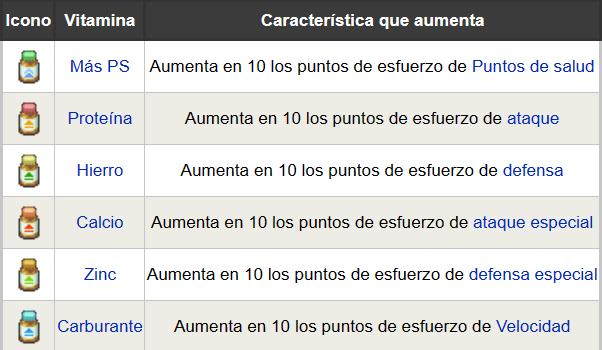 Icono Vitamina Característica que aumenta
Más PS Aumenta en 10 los puntos de esfuerzo de Puntos de salud
Proteína Aumenta en 10 los puntos de esfuerzo de ataque
Hierro Aumenta en 10 los puntos de esfuerzo de defensa
Calcio Aumenta en 10 los puntos de esfuerzo de ataque especial
Zinc Aumenta en 10 los puntos de esfuerzo de defensa especial
Carburante Aumenta en 10 los puntos de esfuerzo de Velocidad